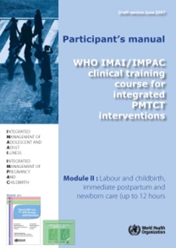 Draft version June 2007
Participant's manual
WHO IMAI/IMPAC
clinical training
course for
integrated
PMTCT
interventions
INTEGRATED
MANAGEMENT OF
ADOLESCENT AND
ADULT
ILLNESS
INTEGRATED
MANAGEMENT OF
PREGNANCY
AND
CHILDBIRTH
Module II : Labour and childbirth,
immediate postpartum and
newborn care (up to 12 hours
World Health
Organization